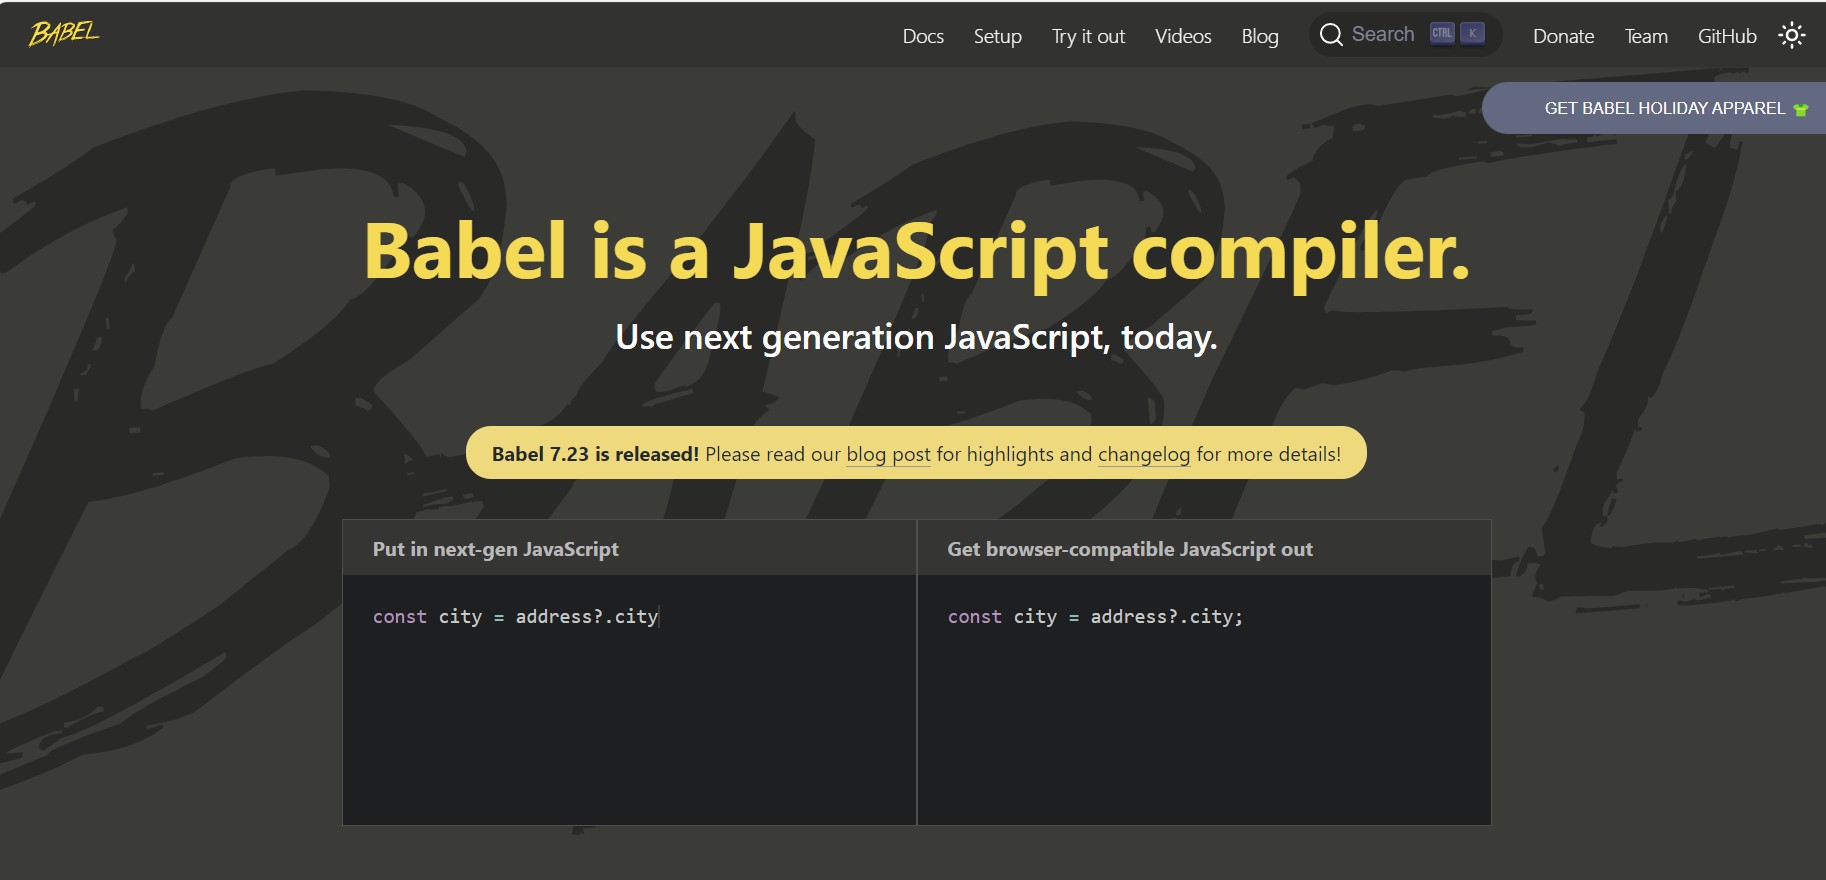 BABEL
Docs Setup Try it out Videos Blog Search CTRL K Donate Team GitHub
GET BABEL HOLIDAY APPAREL
BABEL
Babel is a JavaScript compiler.
Use next generation JavaScript, today.
Babel 7.23 is released! Please read our blog post for highlights and changelog for more details!
Put in next-gen JavaScript
Get browser-compatible JavaScript out
const city = address?.city
const city = address?.city;